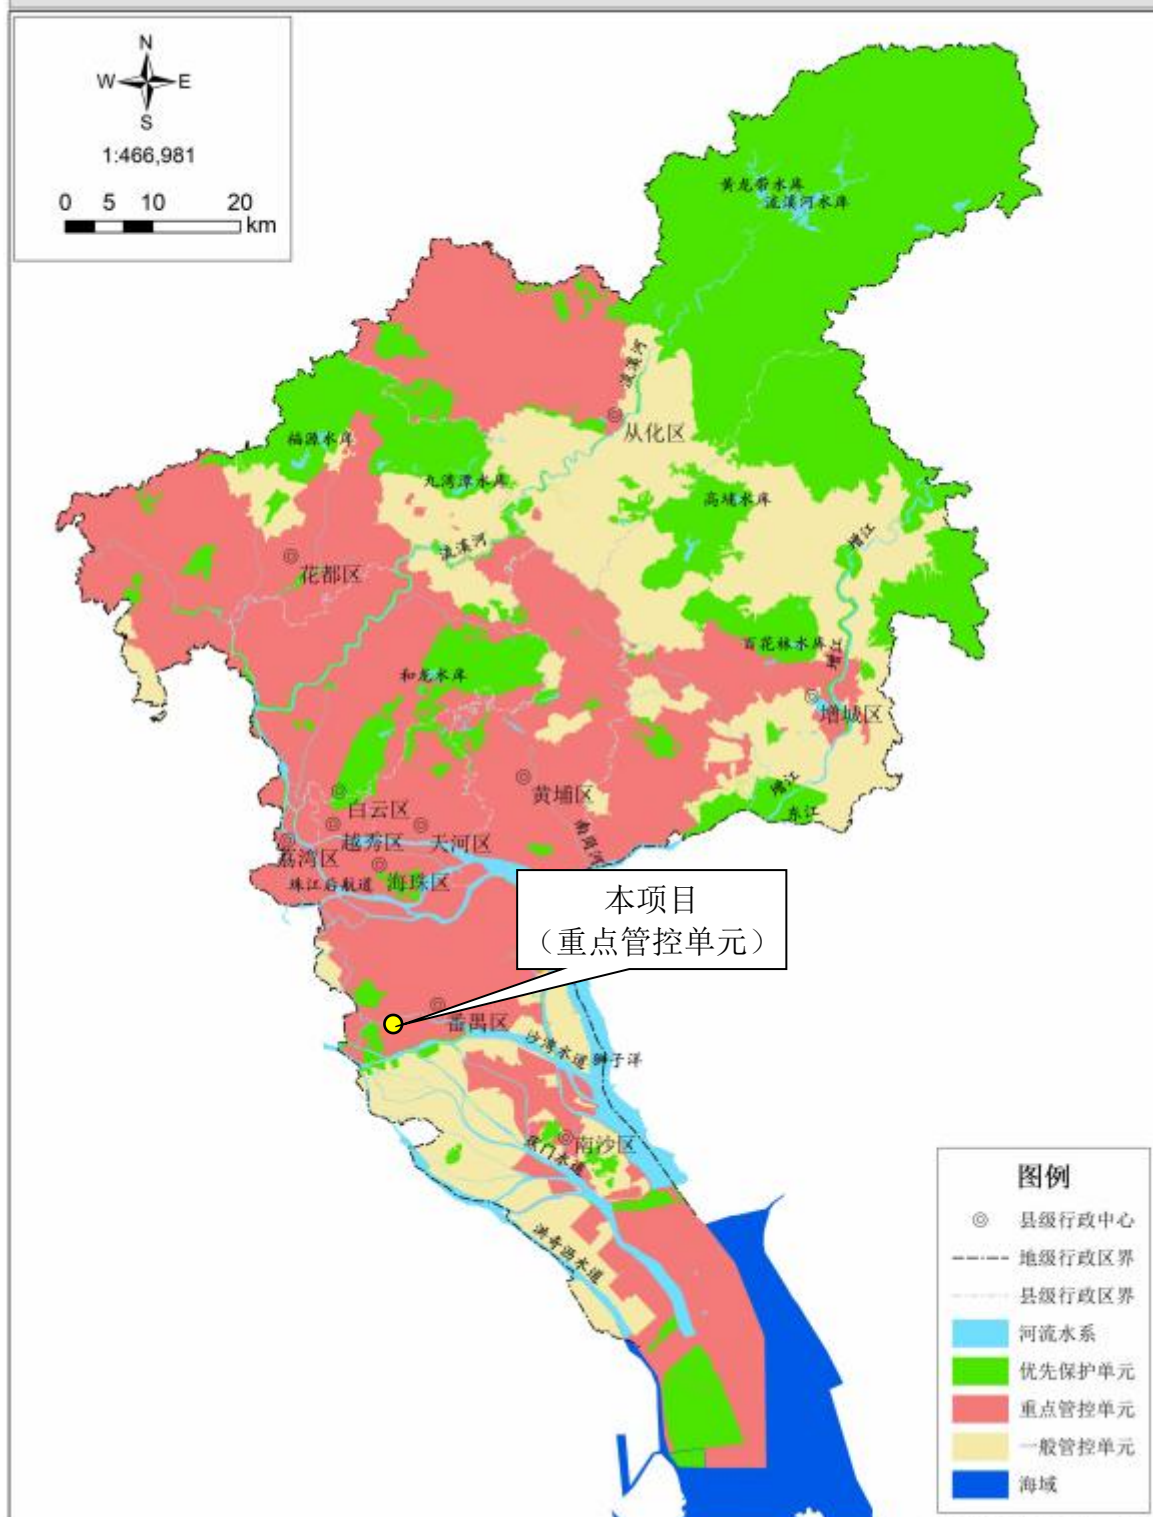 N
W E
S
1:466,981
0 5 10 20
km
黄龙带水库
流溪河水库
流溪河
从化区
福源水库
九湾潭水库
高埔水库
增江
流溪河
花都区
百花林水库
增江
和龙水库
增城区
增江
东江
黄埔区
白云区
越秀区
天河区
南岗河
荔湾区
海珠区
珠江后航道
本项目
（重点管控单元）
番禺区
沙湾水道
狮子洋
南沙区
蕉门水道
洪奇沥水道
图例
县级行政中心
地级行政区界
县级行政区界
河流水系
优先保护单元
重点管控单元
一般管控单元
海域